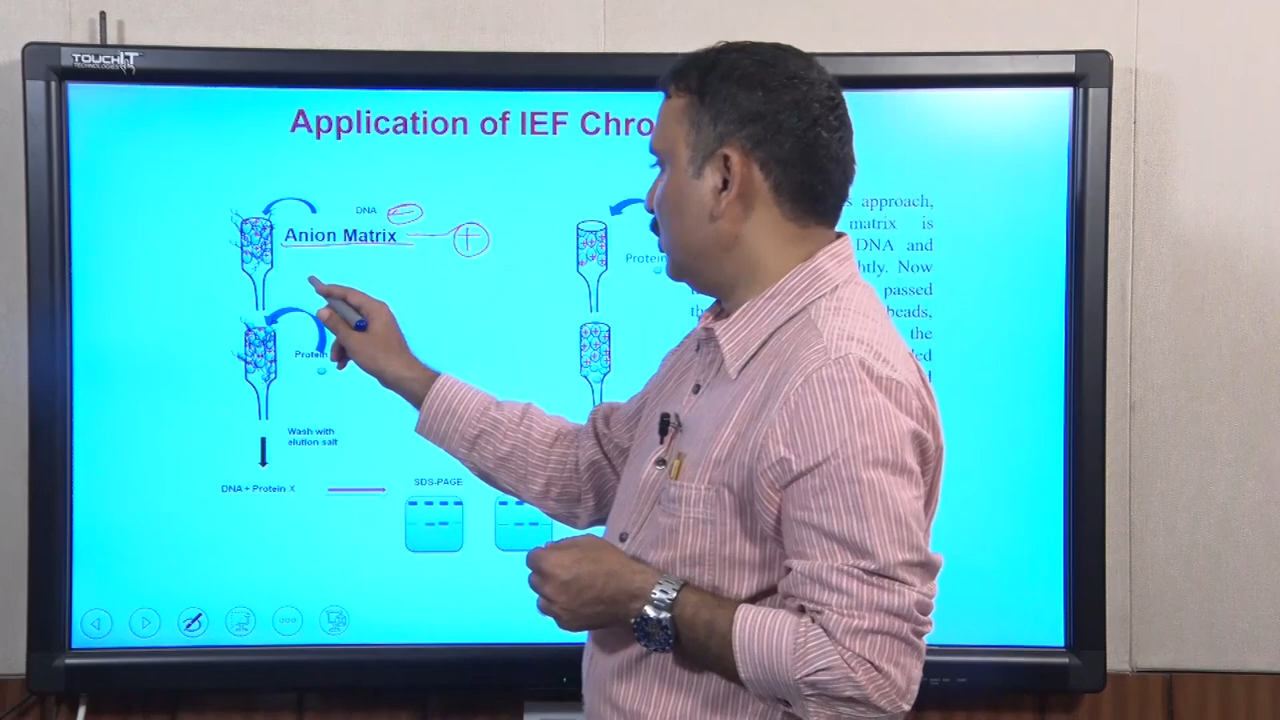 TOUCHIT
TECHNOLOGIES
Application of IEF Chro
DNA
Anion Matrix
Protein
Wash with
elution salt
DNA + Protein X
SDS-PAGE
Protein
approach,
matrix is
DNA and
Now
passed
beads,
the